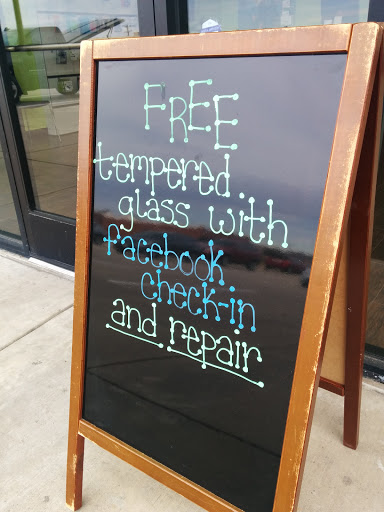 FREE
tempered
glass with
facebook
check-in
and repair